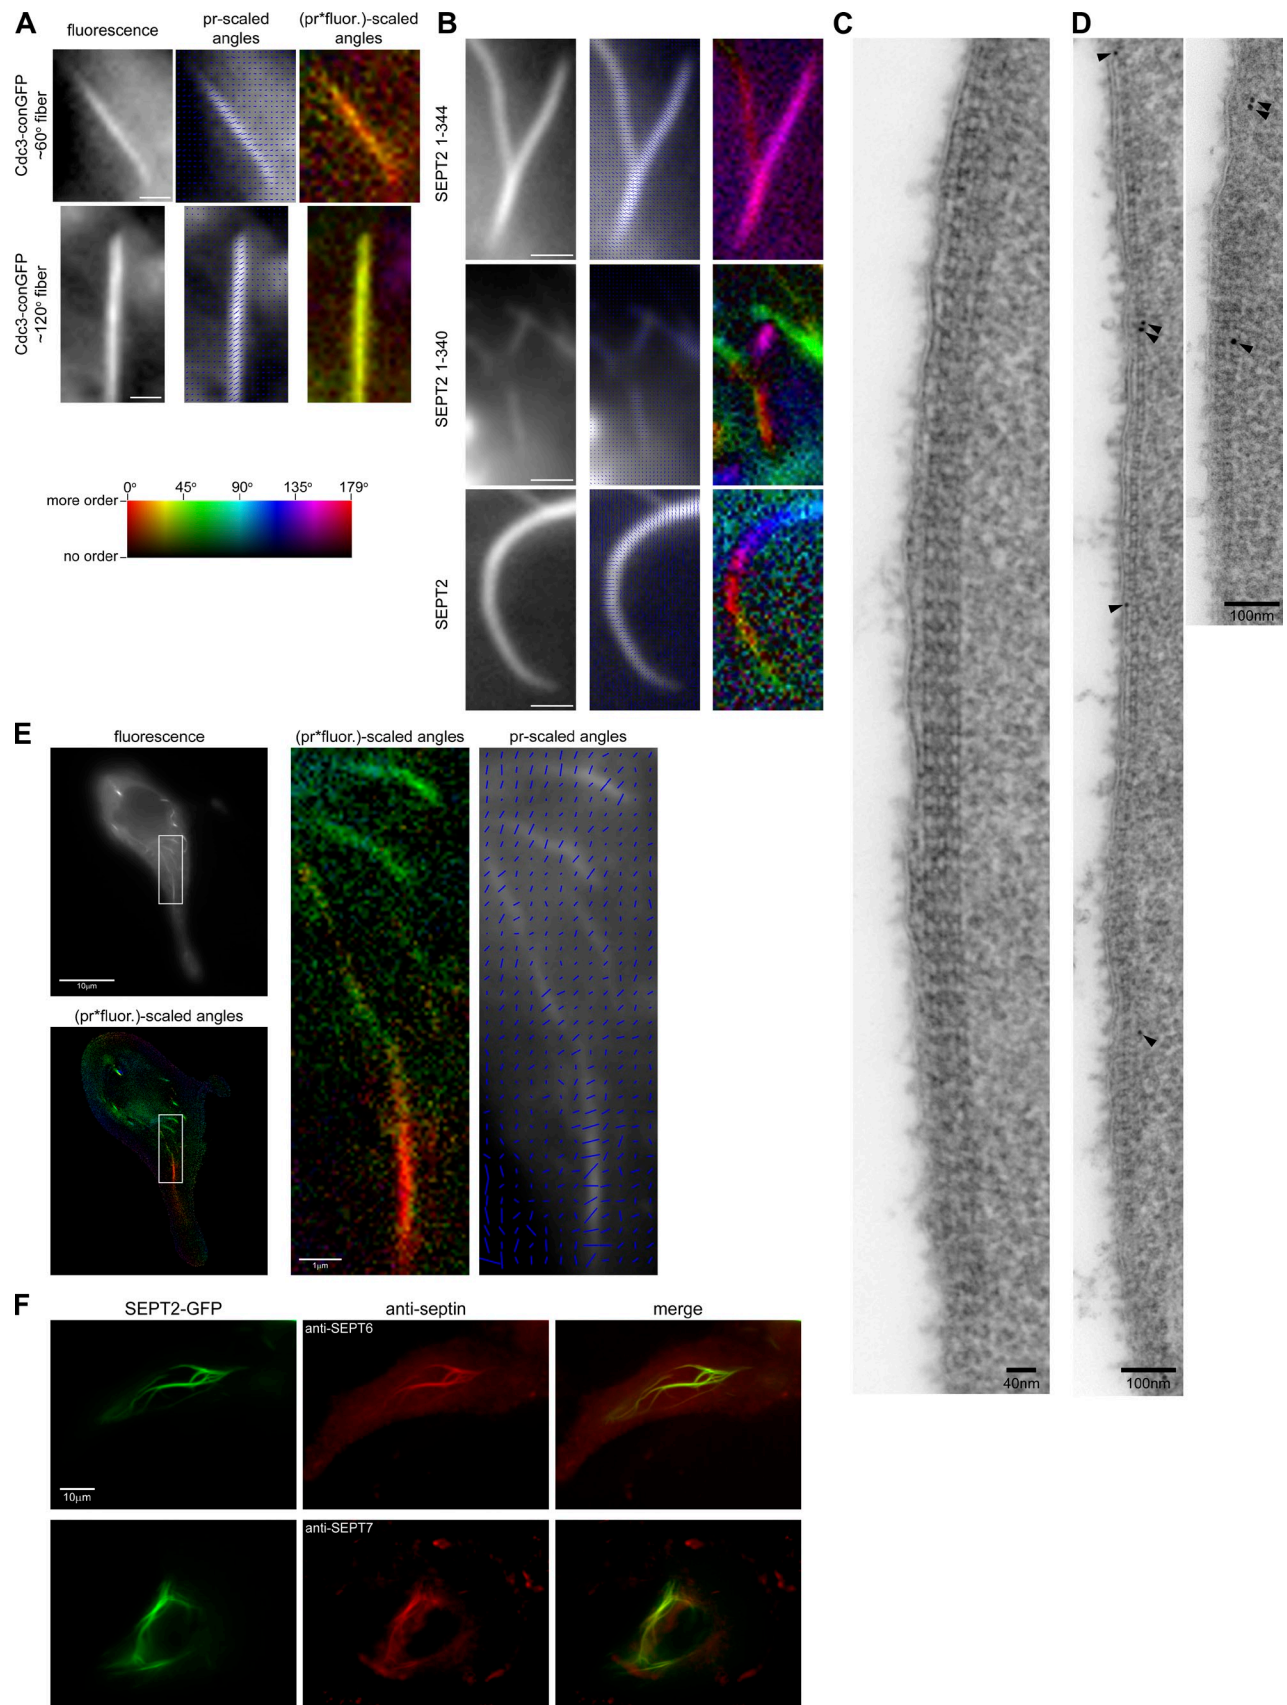 A
fluorescence
pr-scaled
angles
(pr*fluor.)-scaled
angles
Cdc3-conGFP
~60° fiber
Cdc3-conGFP
~120° fiber
0° 45° 90° 135° 179°
more order
no order
B
SEPT2 1-344
SEPT2 1-340
SEPT2
C
40nm
D
100nm
100nm
E
fluorescence
10μm
(pr*fluor.)-scaled angles
(pr*fluor.)-scaled angles
1μm
pr-scaled angles
F
SEPT2-GFP
anti-septin
merge
anti-SEPT6
10μm
anti-SEPT7